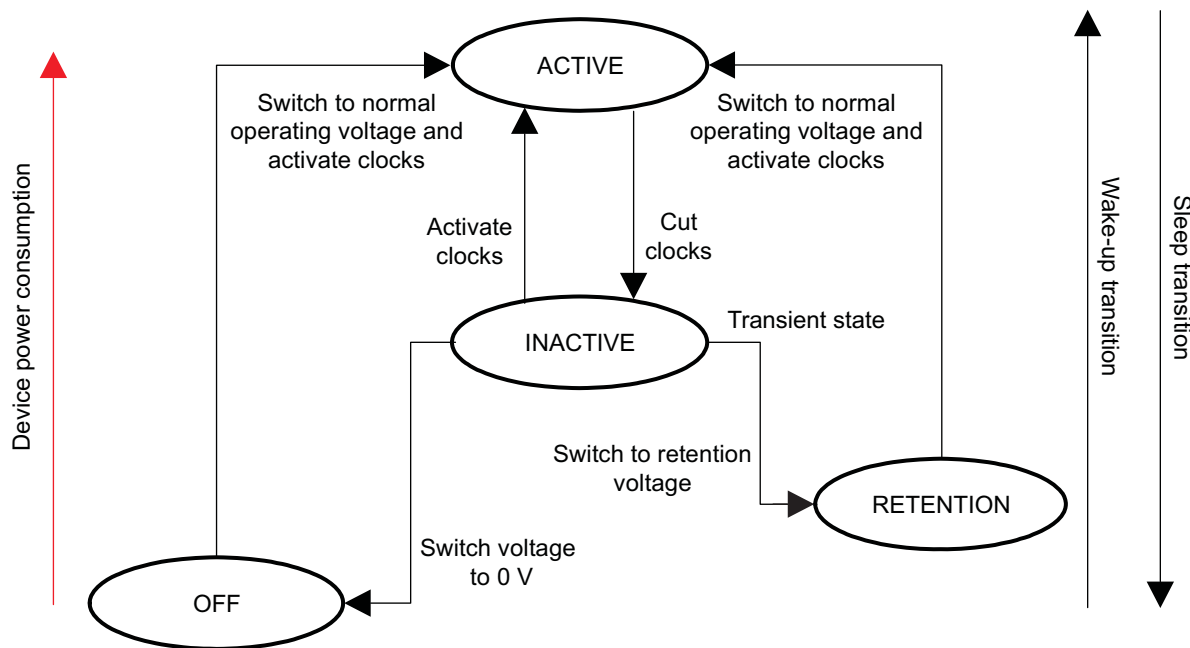 ACTIVE
Switch to normal
operating voltage and
activate clocks
Switch to normal
operating voltage and
activate clocks
Device power consumption
Wake-up transition
Sleep transition
Activate
clocks
Cut
clocks
Transient state
INACTIVE
Switch to retention
voltage
RETENTION
Switch voltage
to 0 V
OFF